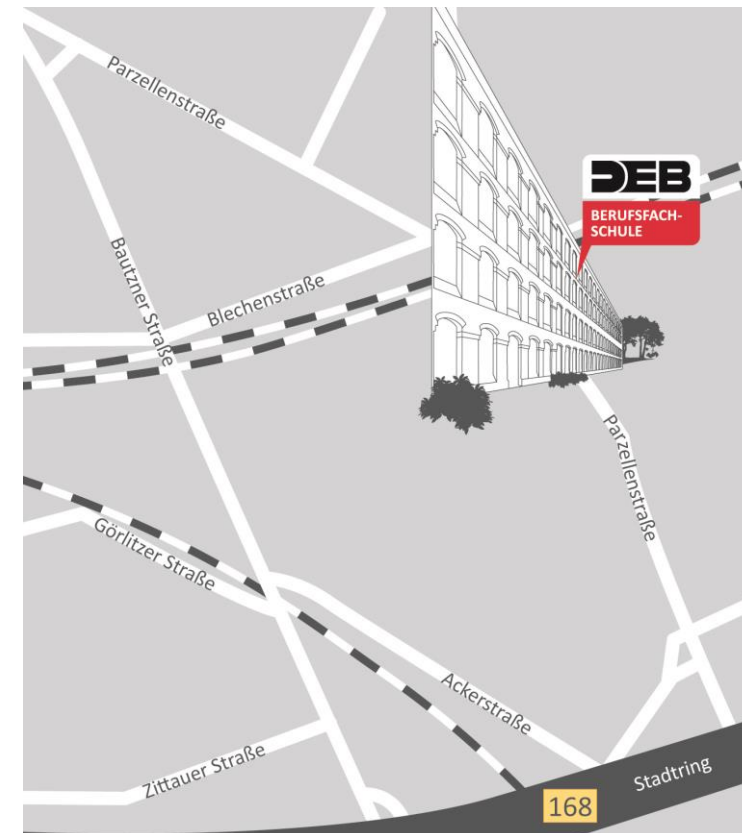 Parzellenstraße
DEB
BERUFSFACH-
SCHULE
Bautzner Straße
Blechenstraße
Parzellenstraße
Görlitzer Straße
Ackerstraße
Zittauer Straße
Stadtring
168